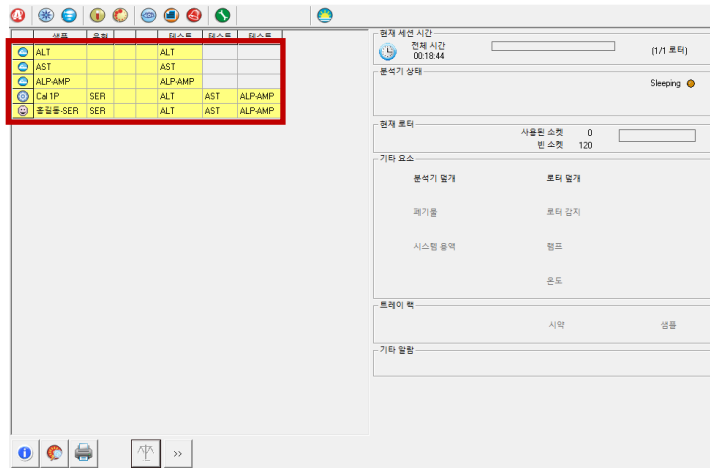 샘플 유형 테스트 테스트 테스트
ALT ALT
AST AST
ALP-AMP ALP-AMP
Cal 1P SER ALT AST ALP-AMP
홍길동-SER SER ALT AST ALP-AMP
현재 세션 시간
전체 시간
00:18:44
(1/1 로터)
분석기 상태
Sleeping
현재 로터
사용된 소켓 0
빈 소켓 120
기타 요소
분석기 덮개 로터 덮개
폐기물 로터 감지
시스템 용액 램프
온도
트레이 랙
시약 샘플
기타 알람
>>